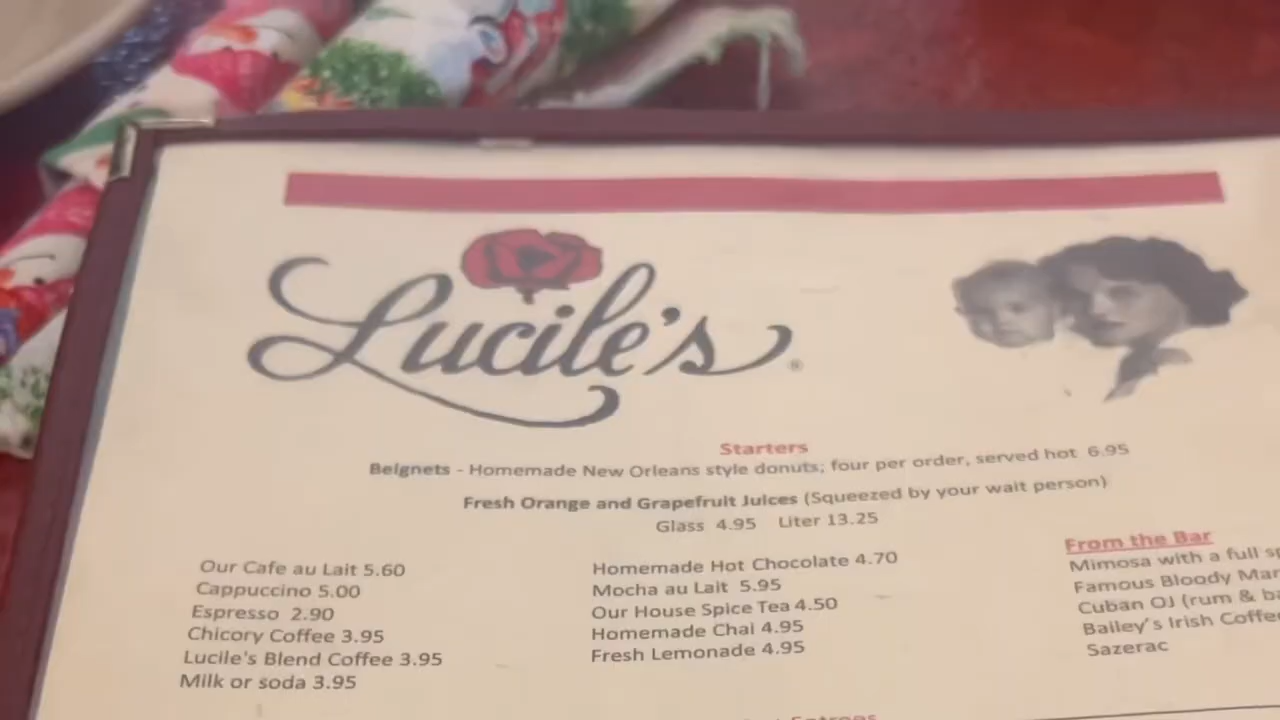 Lucile's®
Starters
Beignets - Homemade New Orleans style donuts; four per order, served hot 6.95
Fresh Orange and Grapefruit Juices (Squeezed by your wait person)
Glass 4.95 Liter 13.25
Our Cafe au Lait 5.60
Cappuccino 5.00
Espresso 2.90
Chicory Coffee 3.95
Lucile's Blend Coffee 3.95
Milk or soda 3.95
Homemade Hot Chocolate 4.70
Mocha au Lait 5.95
Our House Spice Tea 4.50
Homemade Chai 4.95
Fresh Lemonade 4.95
From the Bar
Mimosa with a full
Famous Bloody
Cuban OJ (rum &
Bailey's Irish
Sazerac